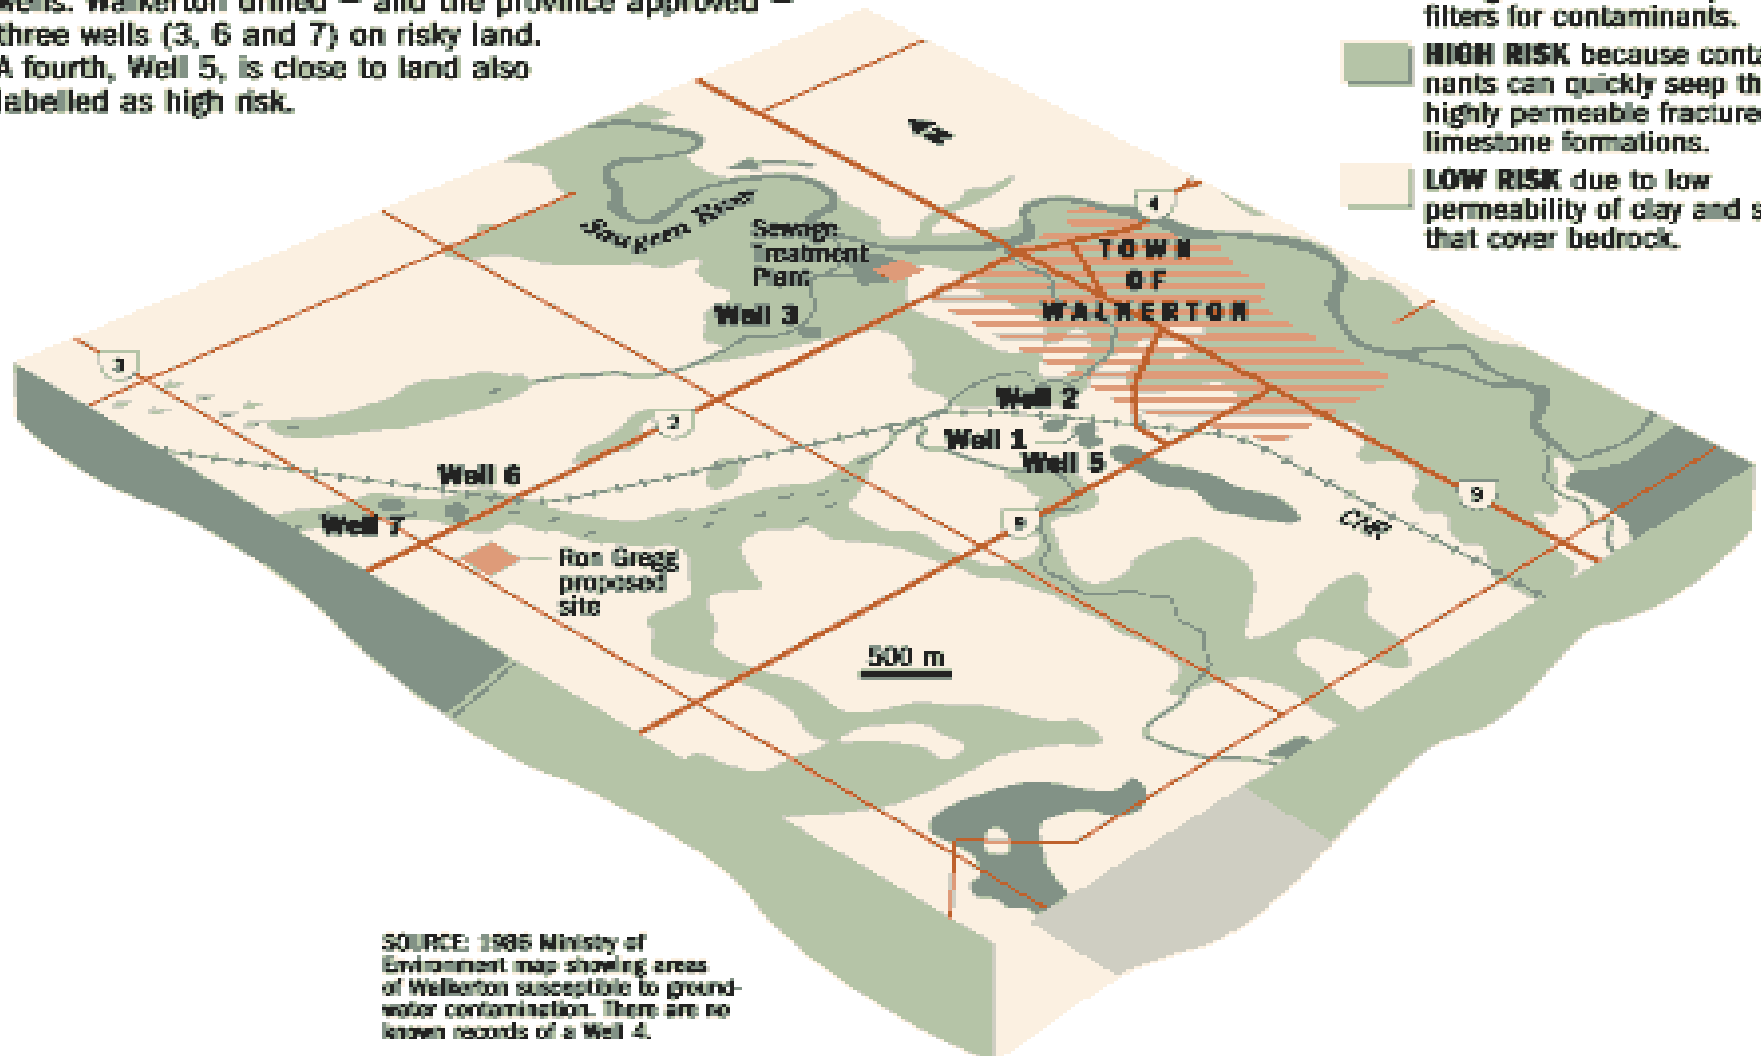 wells. Walkerton drilled — and the province approved —
three wells (3, 6 and 7) on risky land.
A fourth, Well 5, is close to land also
labelled as high risk.
filters for contaminants.
HIGH RISK because conta
nants can quickly seep th
highly permeable fractured
limestone formations.
LOW RISK due to low
permeability of clay and s
that cover bedrock.
N
4
Saugeen River
Sewage
Treatment
Plant
TOWN
OF
WALKERTON
Well 3
3
2
Well 2
Well 1
Well 5
Well 6
Well 7
9
9
CNR
Ron Gregg
proposed
site
500 m
SOURCE: 1986 Ministry of
Environment map showing areas
of Walkerton susceptible to ground-
water contamination. There are no
known records of a Well 4.